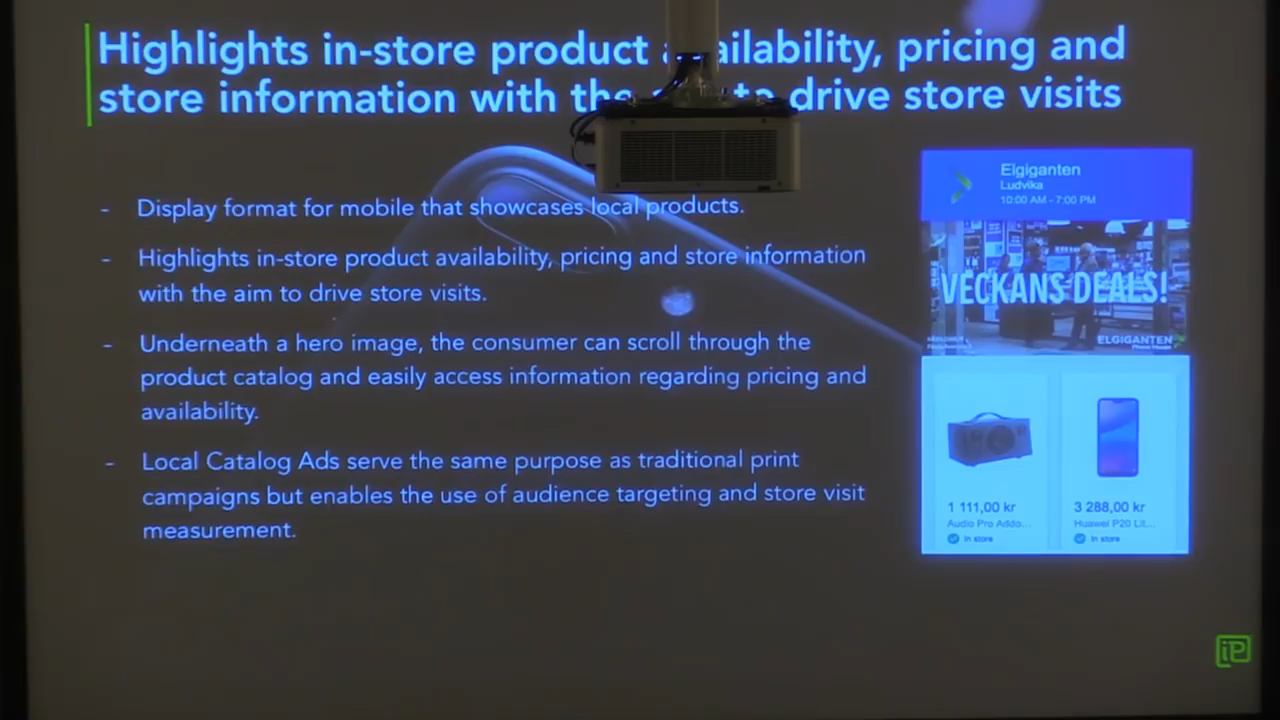 Highlights in-store product availability, pricing and
store information with the to drive store visits
- Display format for mobile that showcases local products.
- Highlights in-store product availability, pricing and store information
with the aim to drive store visits.
- Underneath a hero image, the consumer can scroll through the
product catalog and easily access information regarding pricing and
availability.
- Local Catalog Ads serve the same purpose as traditional print
campaigns but enables the use of audience targeting and store visit
measurement.
Elgiganten
Ludvika
10:00 AM - 7:00 PM
VECKANS DEALS!
ELGIGANTEN
Phone House
1 111,00 kr
Audio Pro Addo...
In store
3 288,00 kr
Huawei P20 Lit...
In store
iP